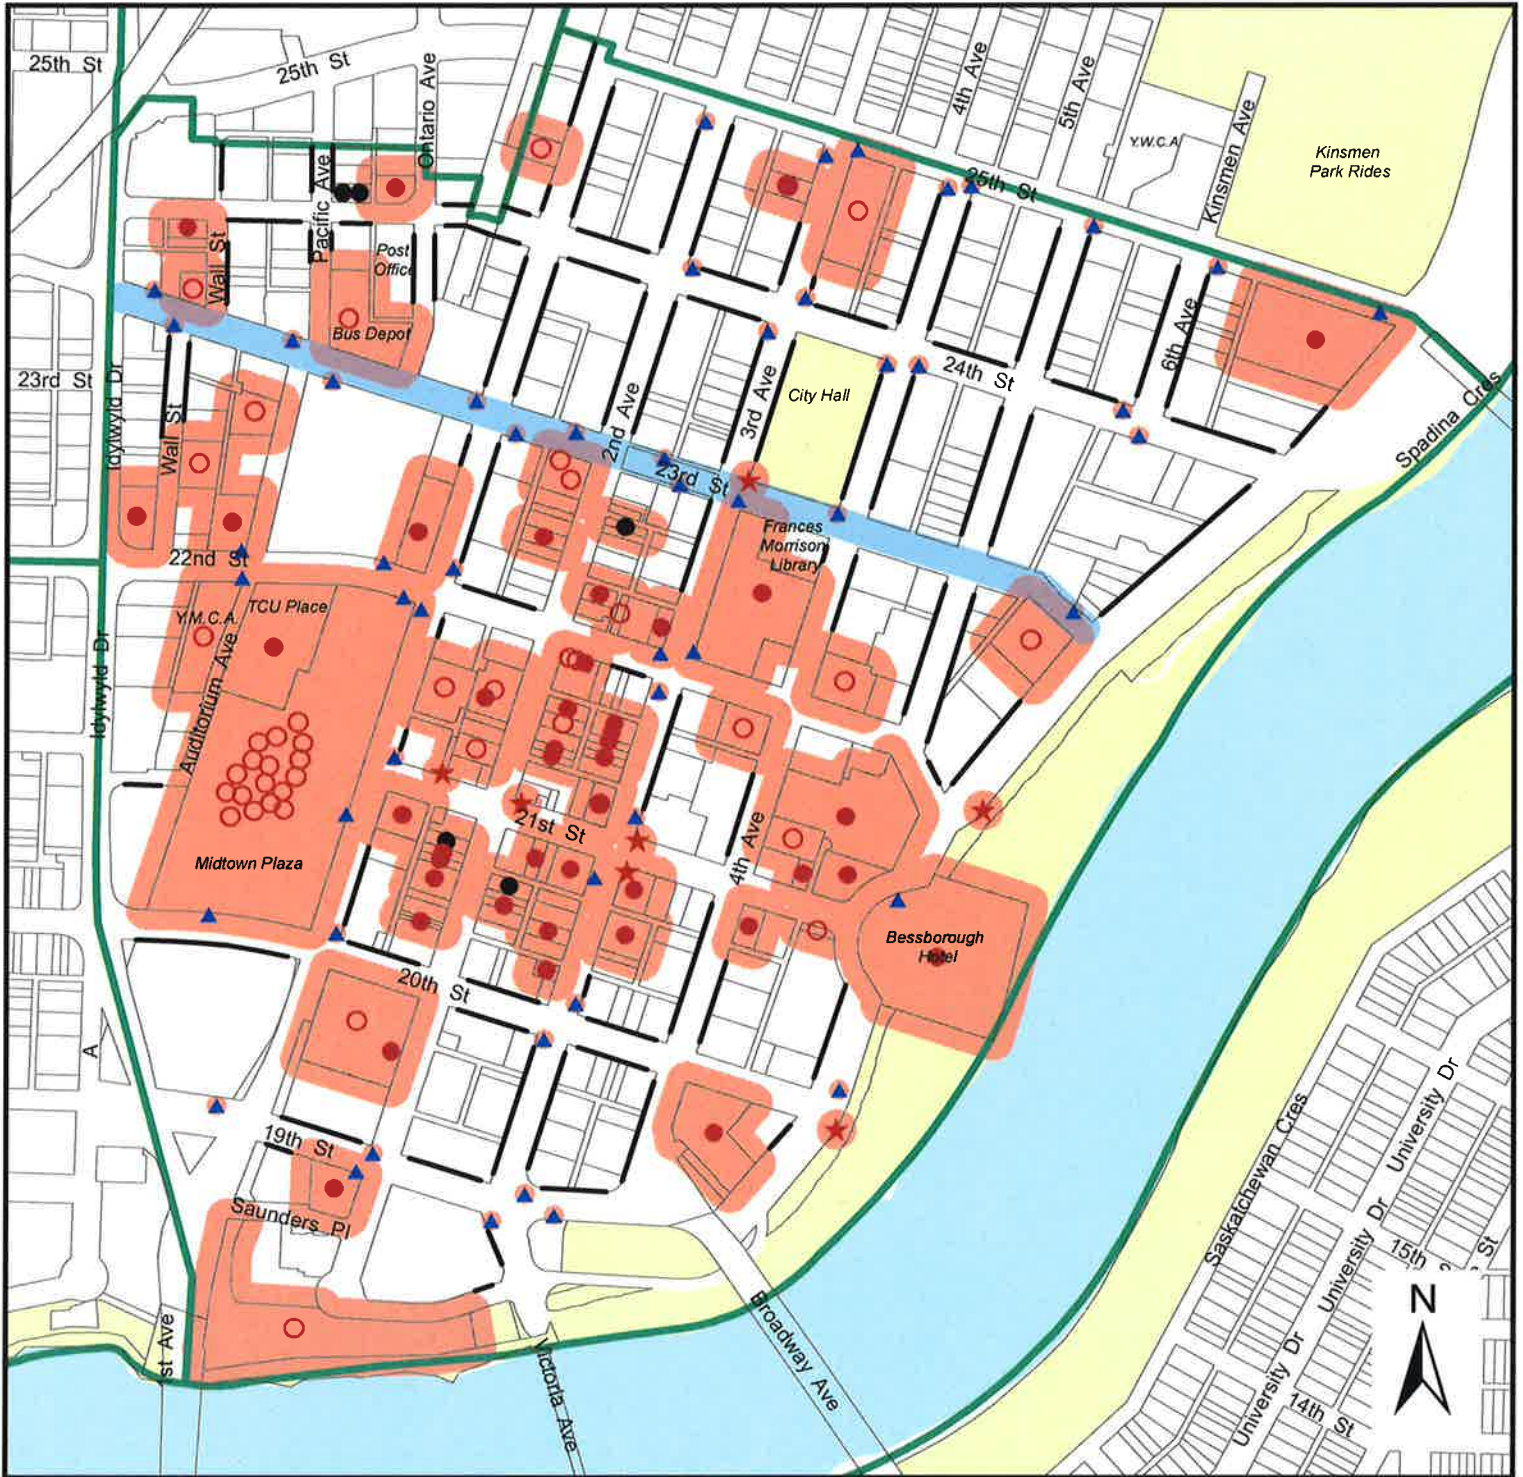 25th St
25th St
Ontario Ave
4th Ave
5th Ave
Y.W.C.A
Kinsmen Ave
Kinsmen
Park Rides
Pacific Ave
25th St
Wall St
Post
Office
Bus Depot
6th Ave
23rd St
Idylwyld Dr
Wall St
2nd Ave
3rd Ave
City Hall
24th St
Spadina Cres
23rd St
Frances
Morrison
Library
22nd St
TCU Place
Y.M.C.A.
Idylwyld Dr
Auditorium Ave
21st St
4th Ave
Midtown Plaza
Bessborough
Hotel
20th St
A
19th St
Saunders Pl
Saskatchewan Cres
University Dr
University Dr
University Dr
University Dr
15th
St
1st Ave
Victoria Ave
Broadway Ave
14th St
N